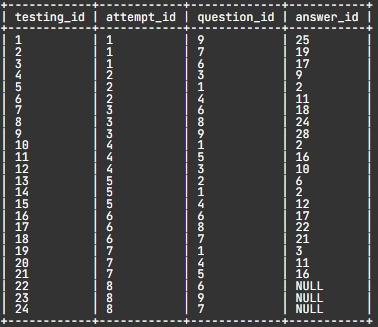 +------------+------------+-------------+-----------+
| testing_id | attempt_id | question_id | answer_id |
+------------+------------+-------------+-----------+
| 1 | 1 | 9 | 25 |
| 2 | 1 | 7 | 19 |
| 3 | 1 | 6 | 17 |
| 4 | 2 | 3 | 9 |
| 5 | 2 | 1 | 2 |
| 6 | 2 | 4 | 11 |
| 7 | 3 | 6 | 18 |
| 8 | 3 | 8 | 24 |
| 9 | 3 | 9 | 28 |
| 10 | 4 | 1 | 2 |
| 11 | 4 | 5 | 16 |
| 12 | 4 | 3 | 10 |
| 13 | 5 | 2 | 6 |
| 14 | 5 | 1 | 2 |
| 15 | 5 | 4 | 12 |
| 16 | 6 | 6 | 17 |
| 17 | 6 | 8 | 22 |
| 18 | 6 | 7 | 21 |
| 19 | 7 | 1 | 3 |
| 20 | 7 | 4 | 11 |
| 21 | 7 | 5 | 16 |
| 22 | 8 | 6 | NULL |
| 23 | 8 | 9 | NULL |
| 24 | 8 | 7 | NULL |
+------------+------------+-------------+-----------+